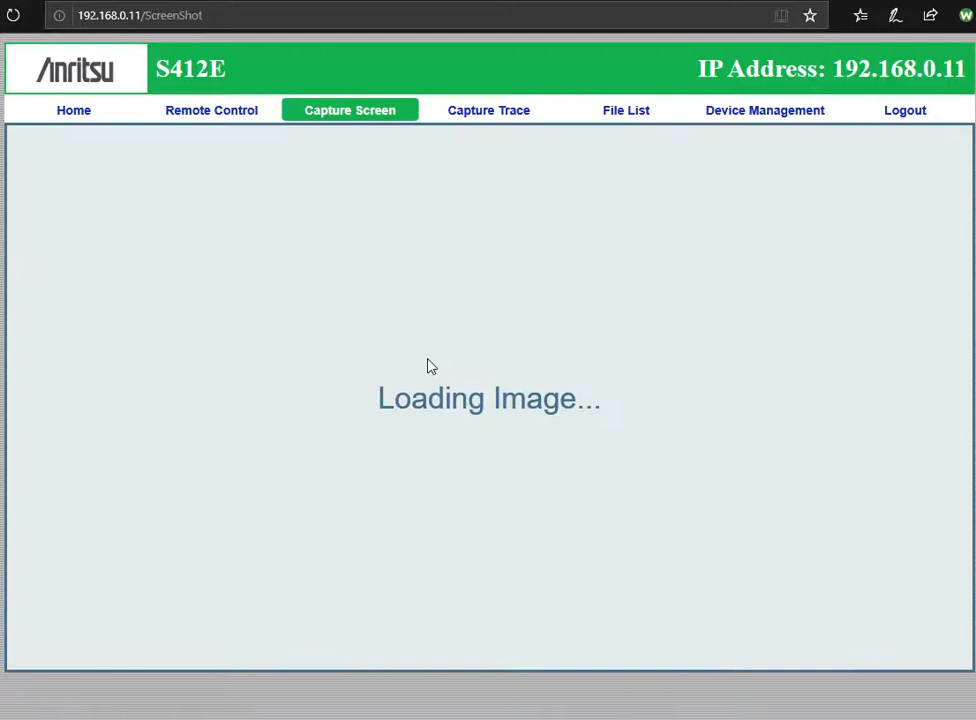 192.168.0.11/ScreenShot
W
Anritsu
S412E
IP Address: 192.168.0.11
Home
Remote Control
Capture Screen
Capture Trace
File List
Device Management
Logout
Loading Image...